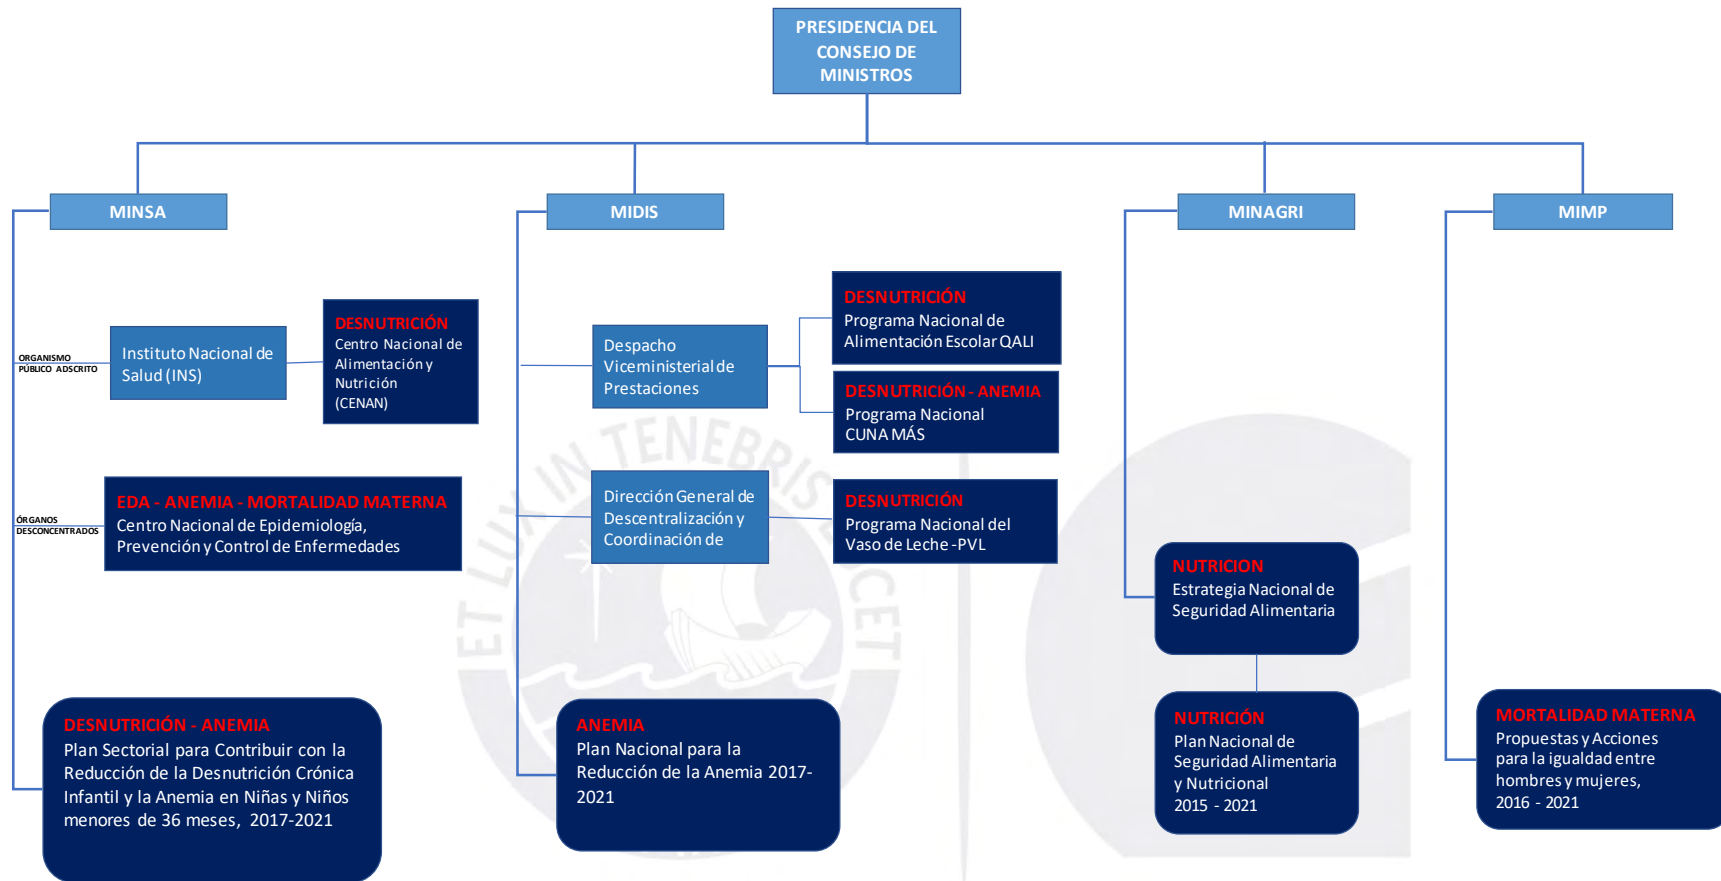 PRESIDENCIA DEL
CONSEJO DE
MINISTROS
MINSA
MIDIS
MINAGRI
MIMP
ORGANISMO
PÚBLICO ADSCRITO
Instituto Nacional de
Salud (INS)
DESNUTRICIÓN
Centro Nacional de
Alimentación y
Nutrición
(CENAN)
ÓRGANOS
DESCONCENTRADOS
EDA - ANEMIA - MORTALIDAD MATERNA
Centro Nacional de Epidemiología,
Prevención y Control de Enfermedades
DESNUTRICIÓN - ANEMIA
Plan Sectorial para Contribuir con la
Reducción de la Desnutrición Crónica
Infantil y la Anemia en Niñas y Niños
menores de 36 meses, 2017-2021
Despacho
Viceministerial de
Prestaciones
DESNUTRICIÓN
Programa Nacional de
Alimentación Escolar QALI
DESNUTRICIÓN - ANEMIA
Programa Nacional
CUNA MÁS
Dirección General de
Descentralización y
Coordinación de
DESNUTRICIÓN
Programa Nacional del
Vaso de Leche -PVL
ANEMIA
Plan Nacional para la
Reducción de la Anemia 2017-
2021
NUTRICION
Estrategia Nacional de
Seguridad Alimentaria
NUTRICIÓN
Plan Nacional de
Seguridad Alimentaria
y Nutricional
2015 - 2021
MORTALIDAD MATERNA
Propuestas y Acciones
para la igualdad entre
hombres y mujeres,
2016 - 2021
ET LUX IN TENEBRIS LUCET